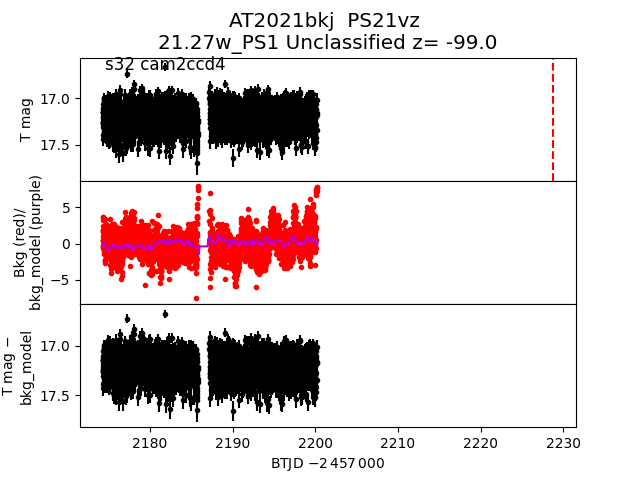 AT2021bkj PS21vz
21.27w_PS1 Unclassified z= -99.0
s32 cam2ccd4
T mag
17.0
17.5
Bkg (red)/
bkg_model (purple)
5
0
−5
T mag −
bkg_model
17.0
17.5
2180 2190 2200 2210 2220 2230
BTJD −2 457 000